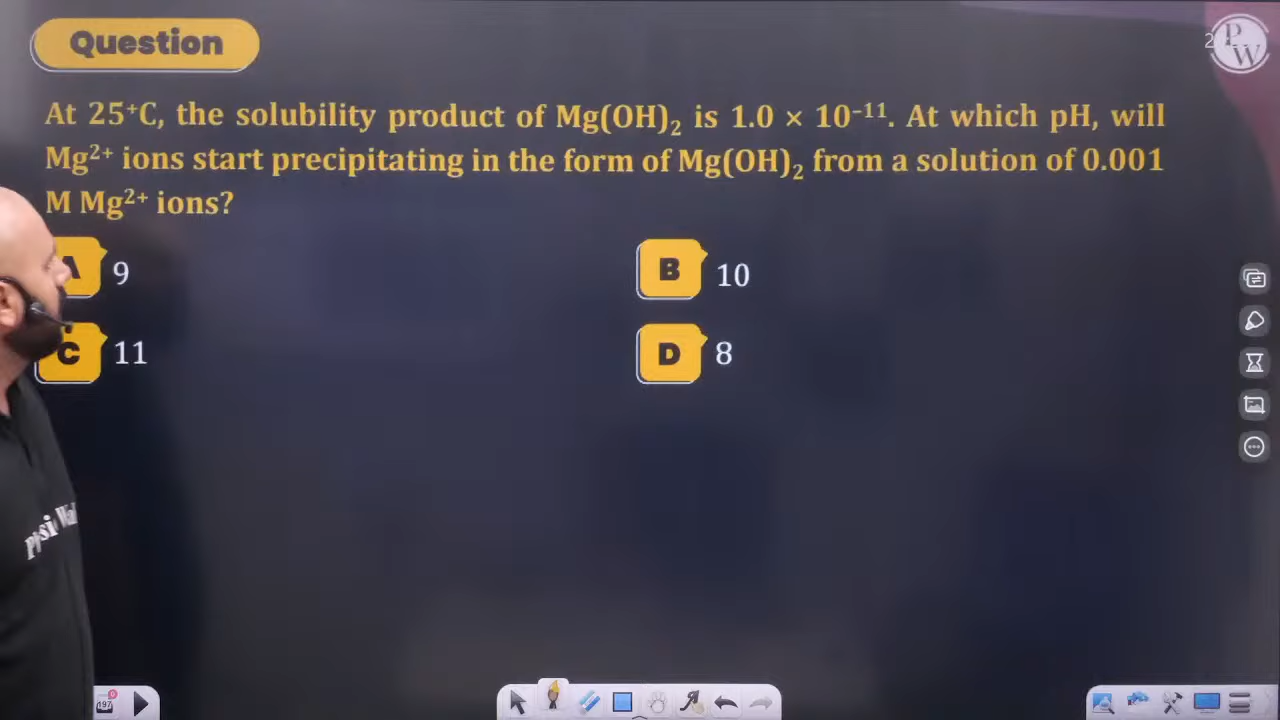 Question
2
P
W
At 25⁺C, the solubility product of Mg(OH)₂ is 1.0 × 10⁻¹¹. At which pH, will
Mg²⁺ ions start precipitating in the form of Mg(OH)₂ from a solution of 0.001
M Mg²⁺ ions?
A 9
B 10
C 11
D 8
197